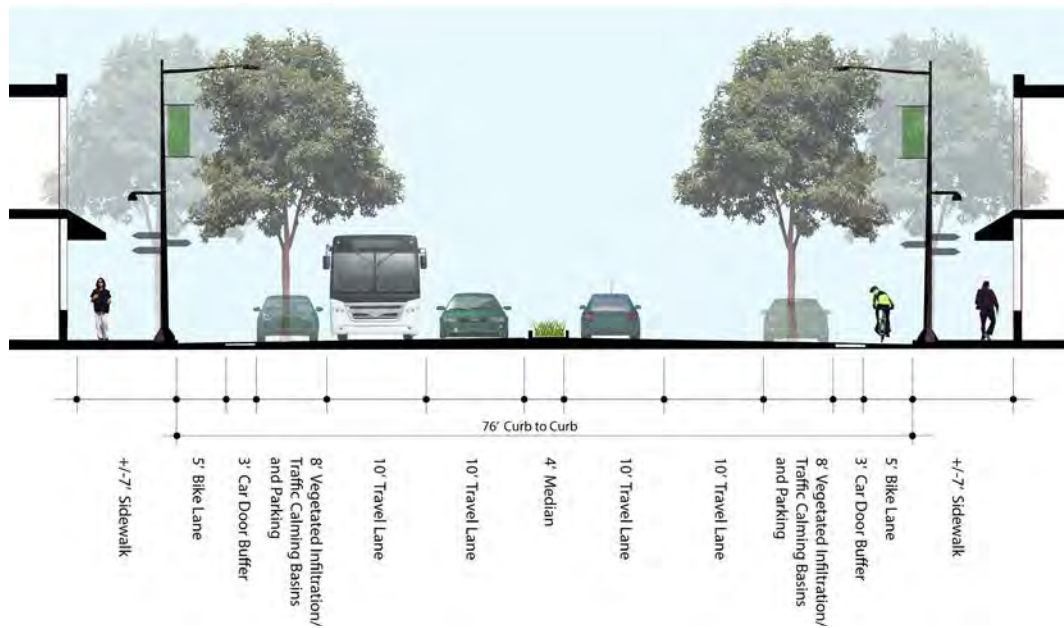 76' Curb to Curb
+/-7' Sidewalk
5' Bike Lane
3' Car Door Buffer
8' Vegetated Infiltration/
Traffic Calming Basins
and Parking
10' Travel Lane
10' Travel Lane
4' Median
10' Travel Lane
10' Travel Lane
8' Vegetated Infiltration/
Traffic Calming Basins
and Parking
3' Car Door Buffer
5' Bike Lane
+/-7' Sidewalk